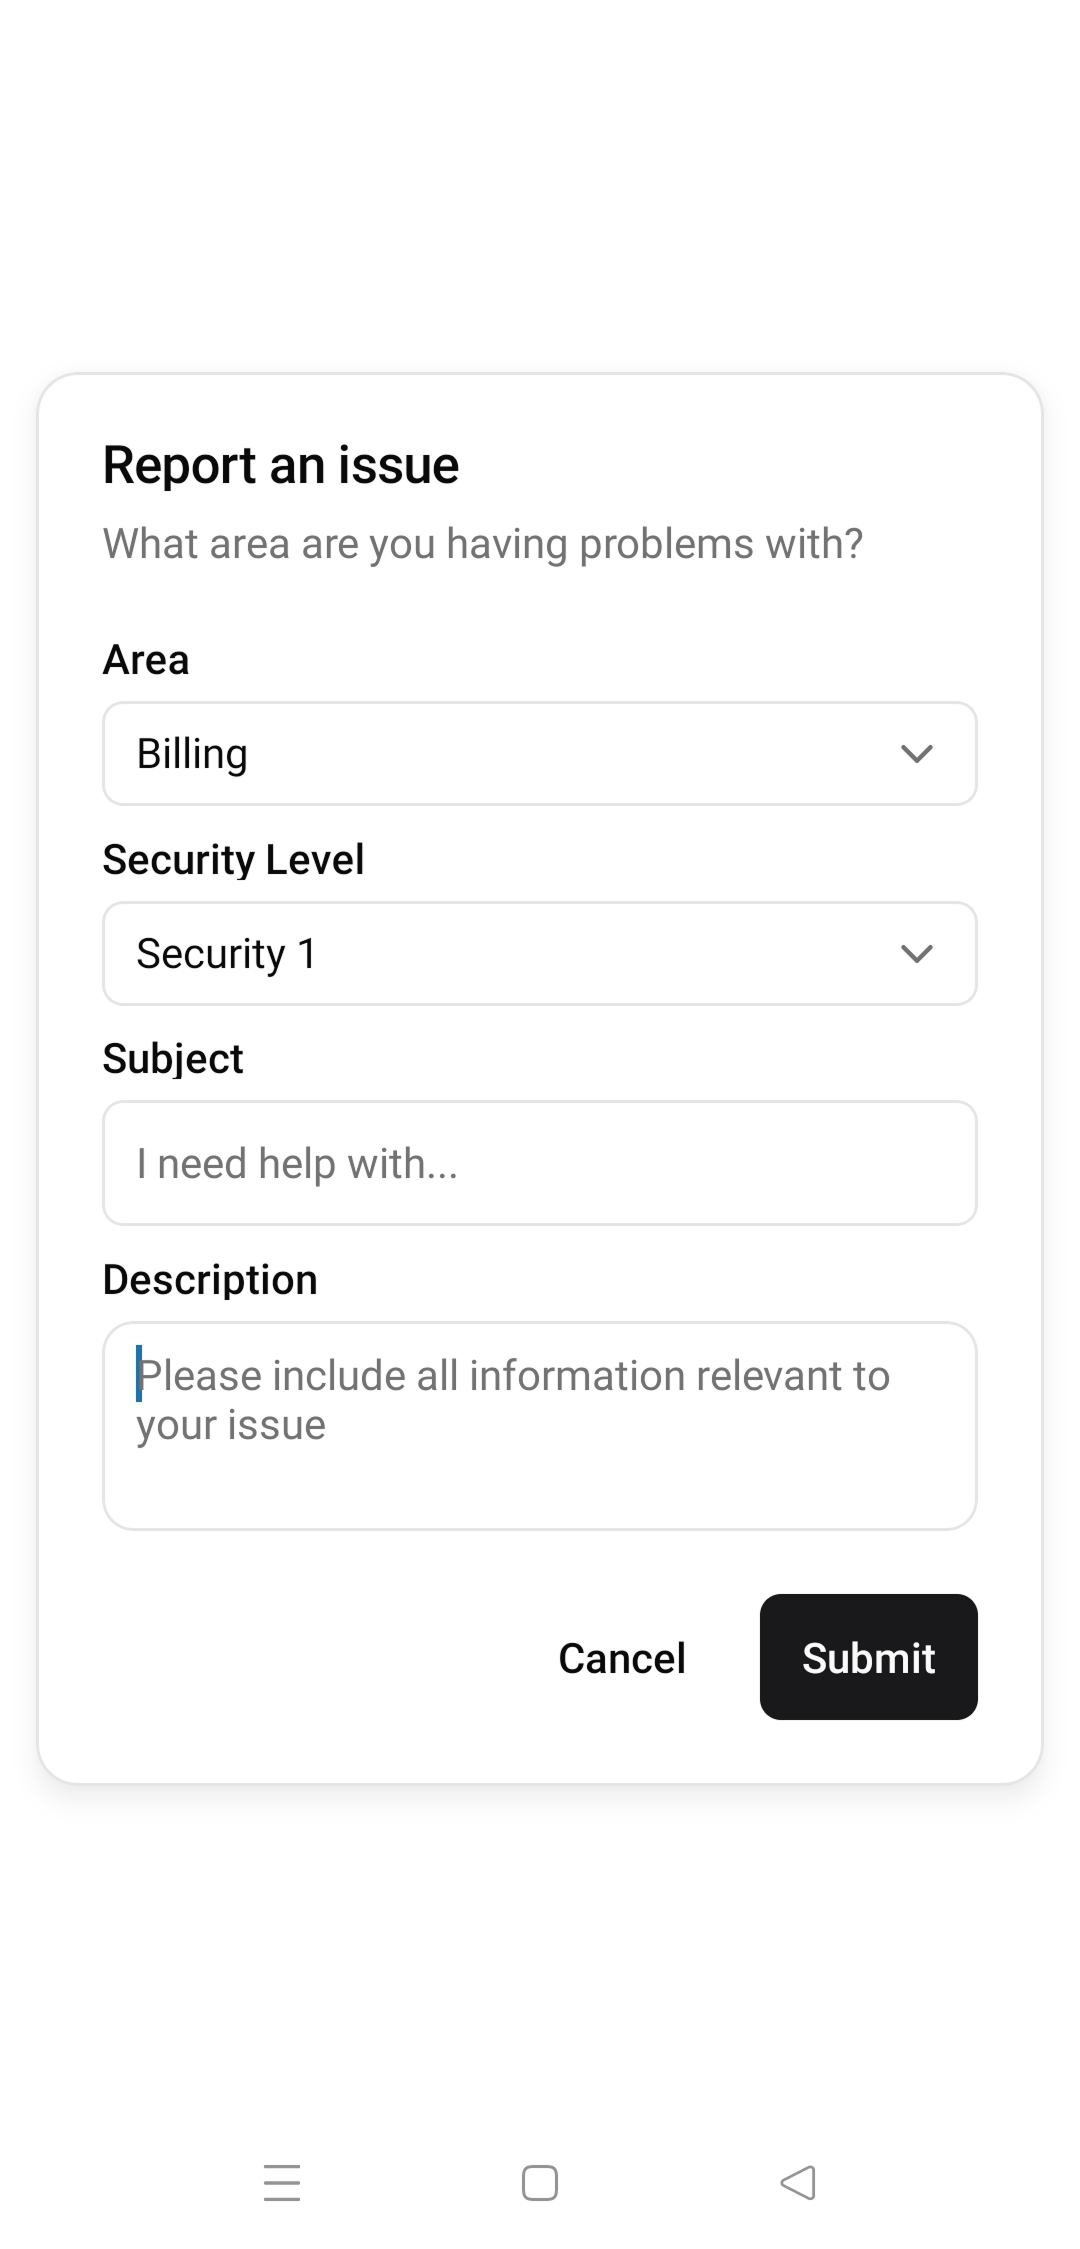 Report an issue
What area are you having problems with?
Area
Billing
Security Level
Security 1
Subject
I need help with...
Description
Please include all information relevant to
your issue
Cancel
Submit